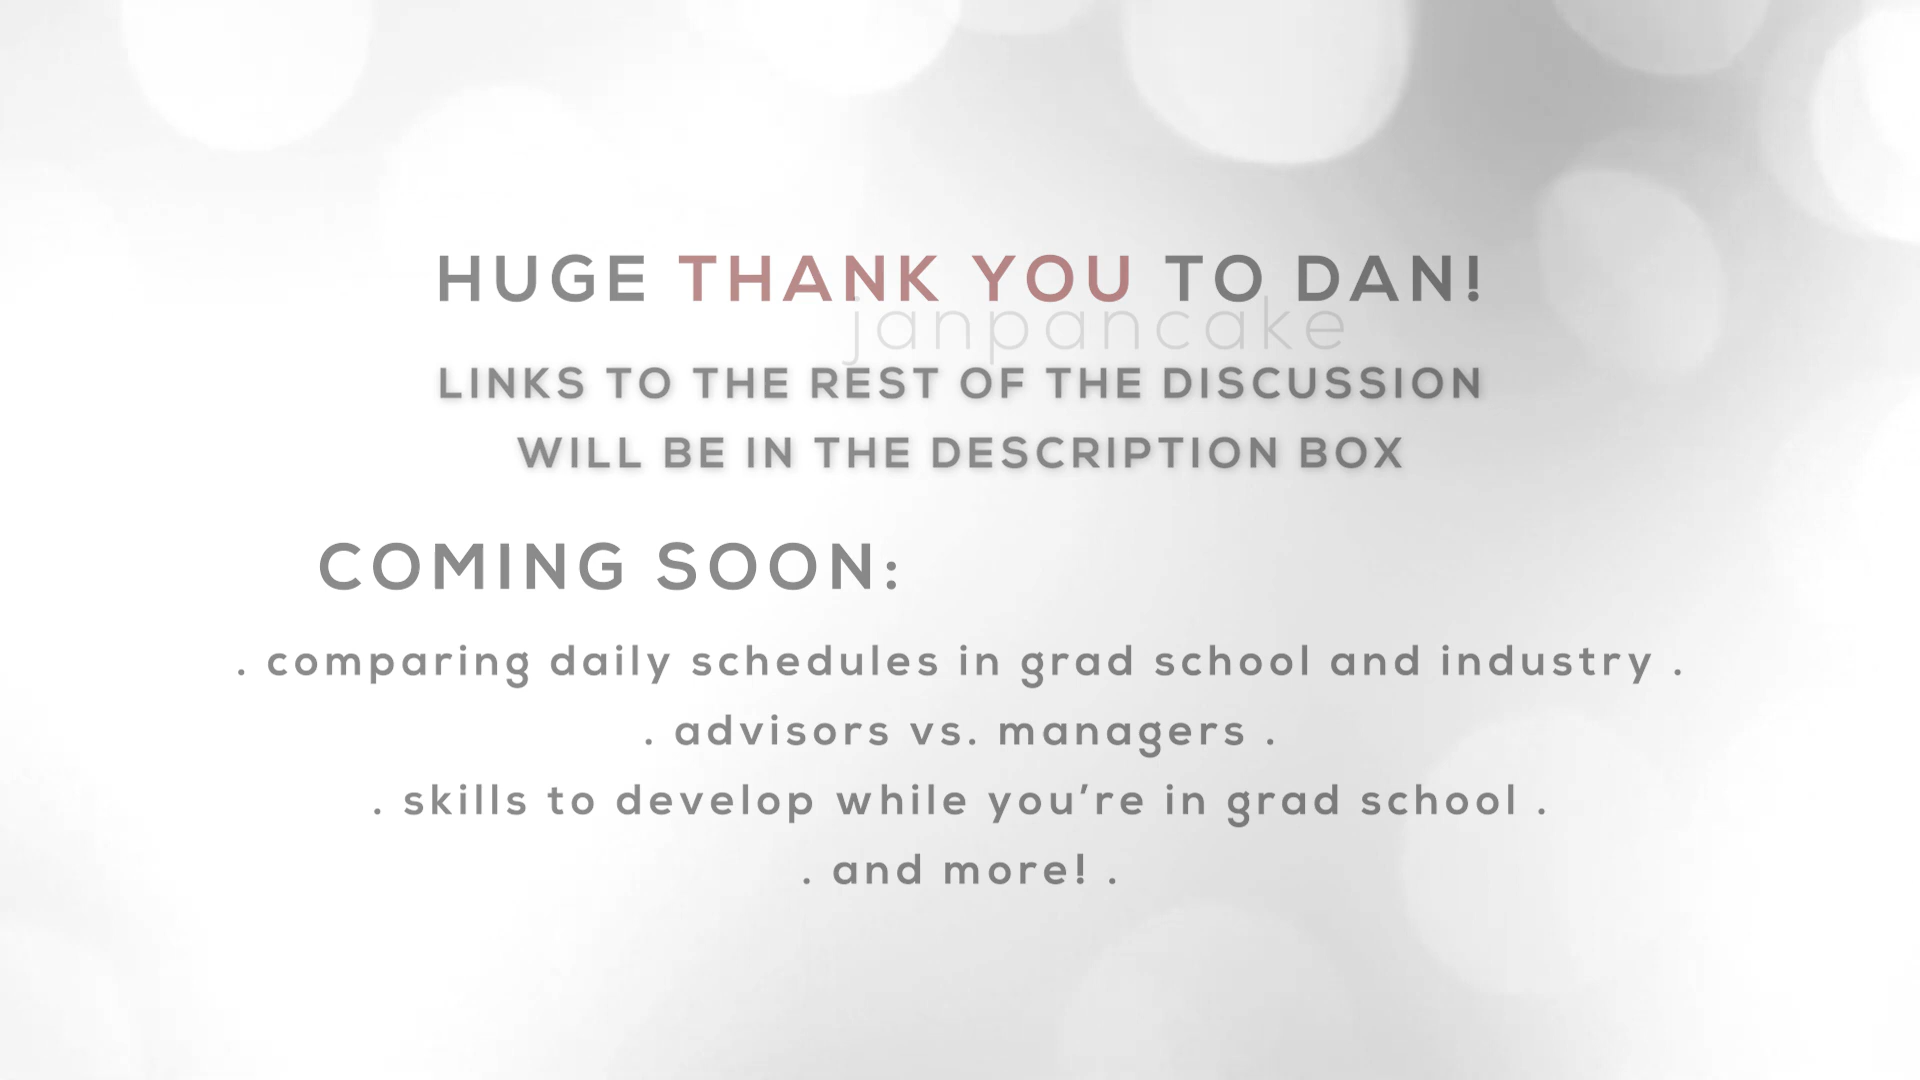 HUGE THANK YOU TO DAN!
janpancake
LINKS TO THE REST OF THE DISCUSSION
WILL BE IN THE DESCRIPTION BOX
COMING SOON:
. comparing daily schedules in grad school and industry .
. advisors vs. managers .
. skills to develop while you’re in grad school .
. and more! .